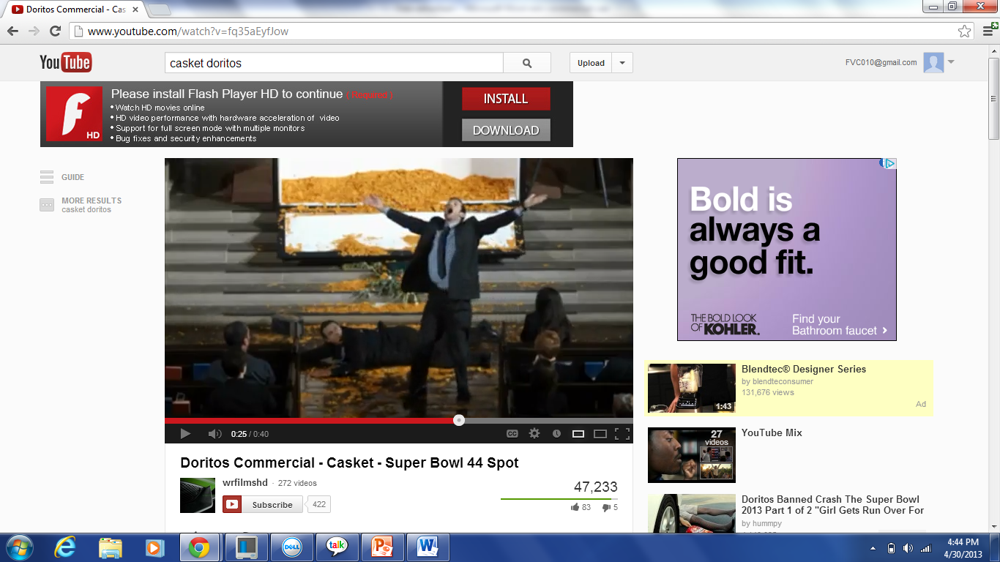 Doritos Commercial - Cas
www.youtube.com/watch?v=fq35aEyfJow
YouTube
casket doritos
Upload
FVC010@gmail.com
Please install Flash Player HD to continue ( Required )
• Watch HD movies online
• HD video performance with hardware acceleration of video
• Support for full screen mode with multiple monitors
• Bug fixes and security enhancements
HD
INSTALL
DOWNLOAD
GUIDE
MORE RESULTS
casket doritos
Bold is
always a
good fit.
THE BOLD LOOK
OF KOHLER.
Find your
Bathroom faucet
0:25 / 0:40
CC
Doritos Commercial - Casket - Super Bowl 44 Spot
wrfilmshd · 272 videos
Subscribe 422
47,233
83 5
1:43
Blendtec® Designer Series
by blendteconsumer
131,676 views
Ad
27
videos
YouTube Mix
Doritos Banned Crash The Super Bowl
2013 Part 1 of 2 "Girl Gets Run Over For
by hummpy
DELL
talk
4:44 PM
4/30/2013